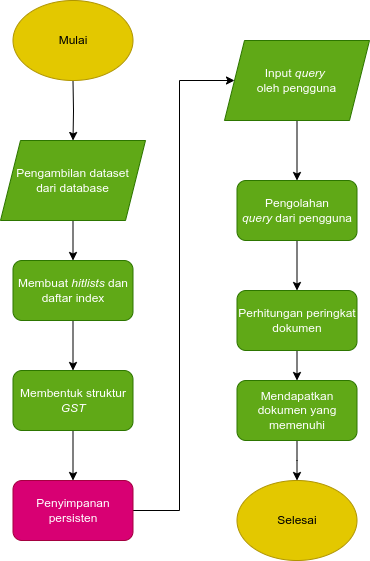 Mulai
Pengambilan dataset
dari database
Membuat hitlists dan
daftar index
Membentuk struktur
GST
Penyimpanan
persisten
Input query
oleh pengguna
Pengolahan
query dari pengguna
Perhitungan peringkat
dokumen
Mendapatkan
dokumen yang
memenuhi
Selesai